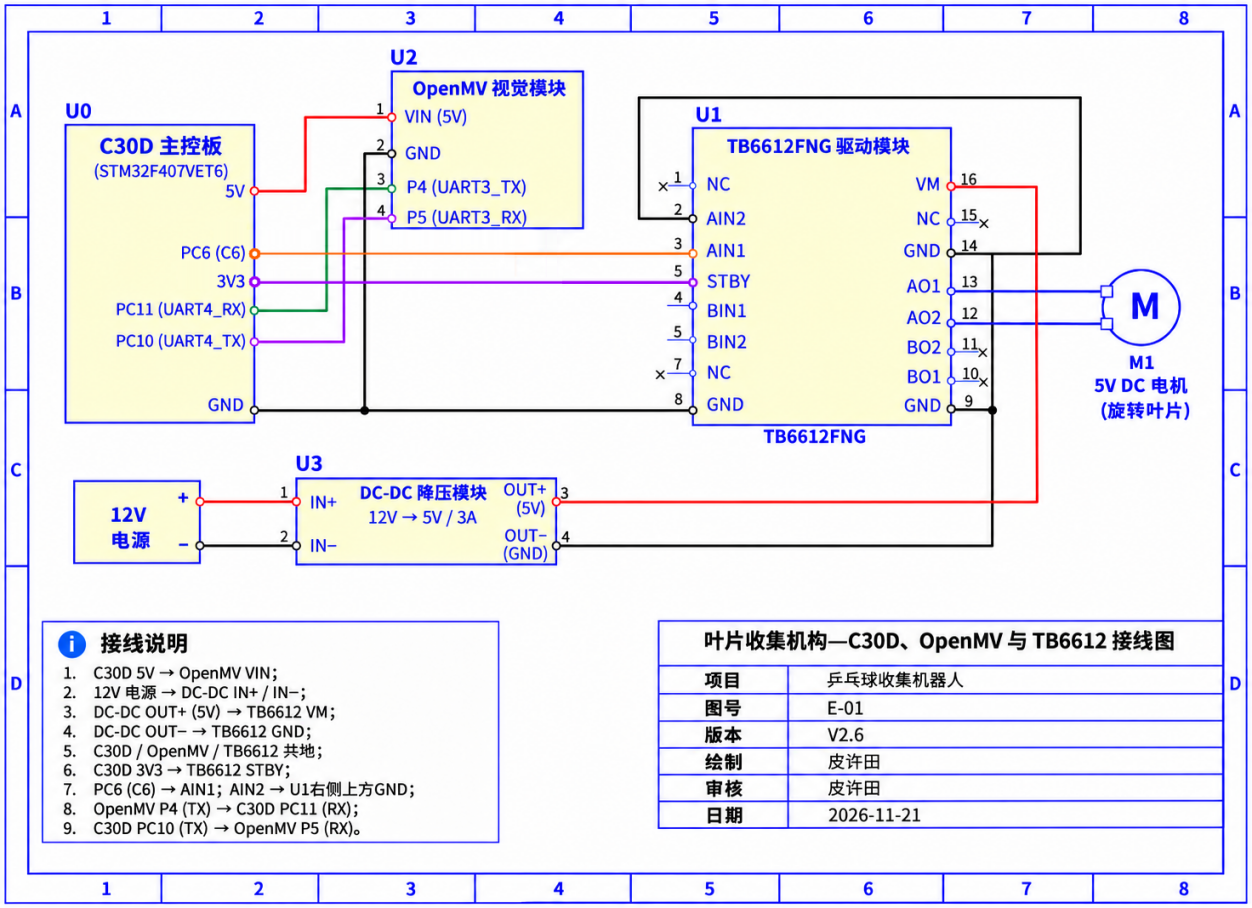 1 2 3 4 5 6 7 8
A
B
C
D
U0
C30D 主控板
(STM32F407VET6)
5V
PC6 (C6)
3V3
PC11 (UART4_RX)
PC10 (UART4_TX)
GND
U2
OpenMV 视觉模块
1 VIN (5V)
2 GND
3 P4 (UART3_TX)
4 P5 (UART3_RX)
U1
TB6612FNG 驱动模块
1 NC
2 AIN2
3 AIN1
5 STBY
4 BIN1
5 BIN2
7 NC
8 GND
VM 16
NC 15
GND 14
AO1 13
AO2 12
BO2 11
BO1 10
GND 9
TB6612FNG
M
M1
5V DC 电机
(旋转叶片)
12V
电源
+
−
U3
DC-DC 降压模块
12V → 5V / 3A
1 IN+
2 IN−
OUT+ 3
(5V)
OUT− 4
(GND)
i 接线说明
1. C30D 5V → OpenMV VIN；
2. 12V 电源 → DC-DC IN+ / IN−；
3. DC-DC OUT+ (5V) → TB6612 VM；
4. DC-DC OUT− → TB6612 GND；
5. C30D / OpenMV / TB6612 共地；
6. C30D 3V3 → TB6612 STBY；
7. PC6 (C6) → AIN1；AIN2 → U1右侧上方GND；
8. OpenMV P4 (TX) → C30D PC11 (RX)；
9. C30D PC10 (TX) → OpenMV P5 (RX)。
叶片收集机构—C30D、OpenMV 与 TB6612 接线图
项目 乒乓球收集机器人
图号 E-01
版本 V2.6
绘制 皮许田
审核 皮许田
日期 2026-11-21
A
B
C
D
1 2 3 4 5 6 7 8